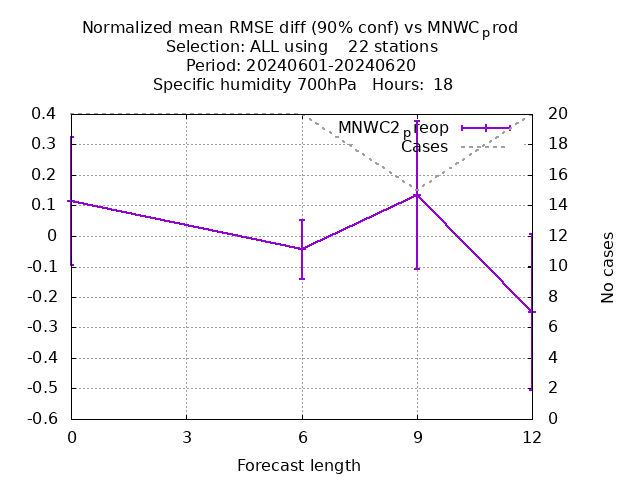 Normalized mean RMSE diff (90% conf) vs MNWCprod
Selection: ALL using 22 stations
Period: 20240601-20240620
Specific humidity 700hPa Hours: 18
MNWC2preop
Cases
0.4
0.3
0.2
0.1
0
-0.1
-0.2
-0.3
-0.4
-0.5
-0.6
20
18
16
14
12
10
8
6
4
2
0
No cases
0 3 6 9 12
Forecast length